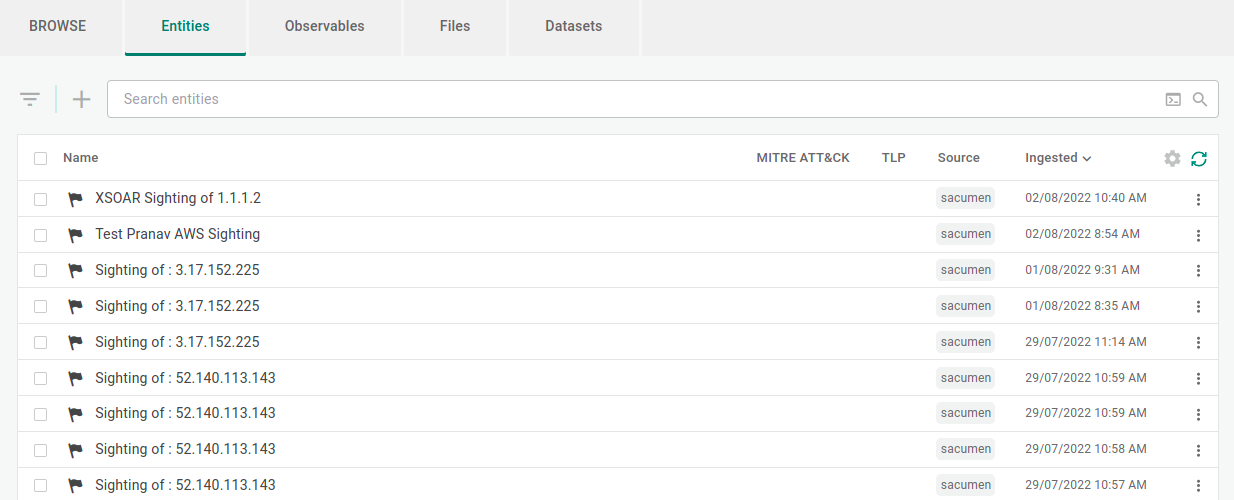 BROWSE Entities Observables Files Datasets
Search entities
Name MITRE ATT&CK TLP Source Ingested
XSOAR Sighting of 1.1.1.2 sacumen 02/08/2022 10:40 AM
Test Pranav AWS Sighting sacumen 02/08/2022 8:54 AM
Sighting of : 3.17.152.225 sacumen 01/08/2022 9:31 AM
Sighting of : 3.17.152.225 sacumen 01/08/2022 8:35 AM
Sighting of : 3.17.152.225 sacumen 29/07/2022 11:14 AM
Sighting of : 52.140.113.143 sacumen 29/07/2022 10:59 AM
Sighting of : 52.140.113.143 sacumen 29/07/2022 10:59 AM
Sighting of : 52.140.113.143 sacumen 29/07/2022 10:58 AM
Sighting of : 52.140.113.143 sacumen 29/07/2022 10:57 AM